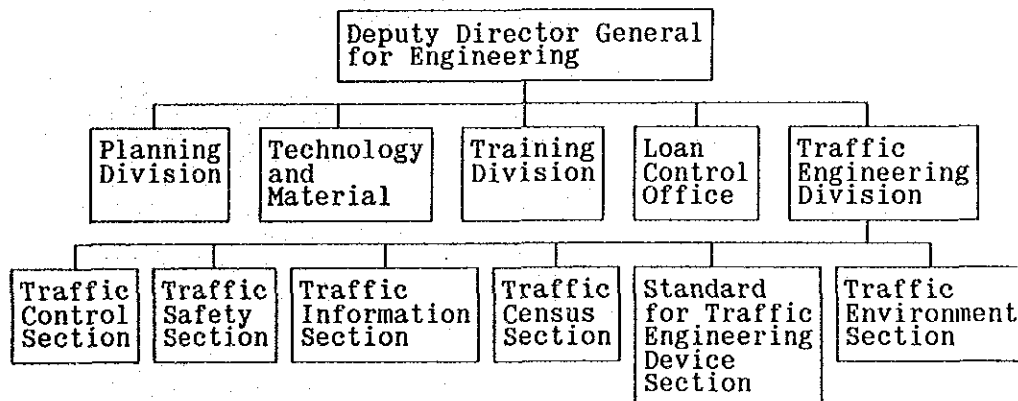 Deputy Director General
for Engineering
Planning
Division
Technology
and
Material
Training
Division
Loan
Control
Office
Traffic
Engineering
Division
Traffic
Control
Section
Traffic
Safety
Section
Traffic
Information
Section
Traffic
Census
Section
Standard
for Traffic
Engineering
Device
Section
Traffic
Environment
Section